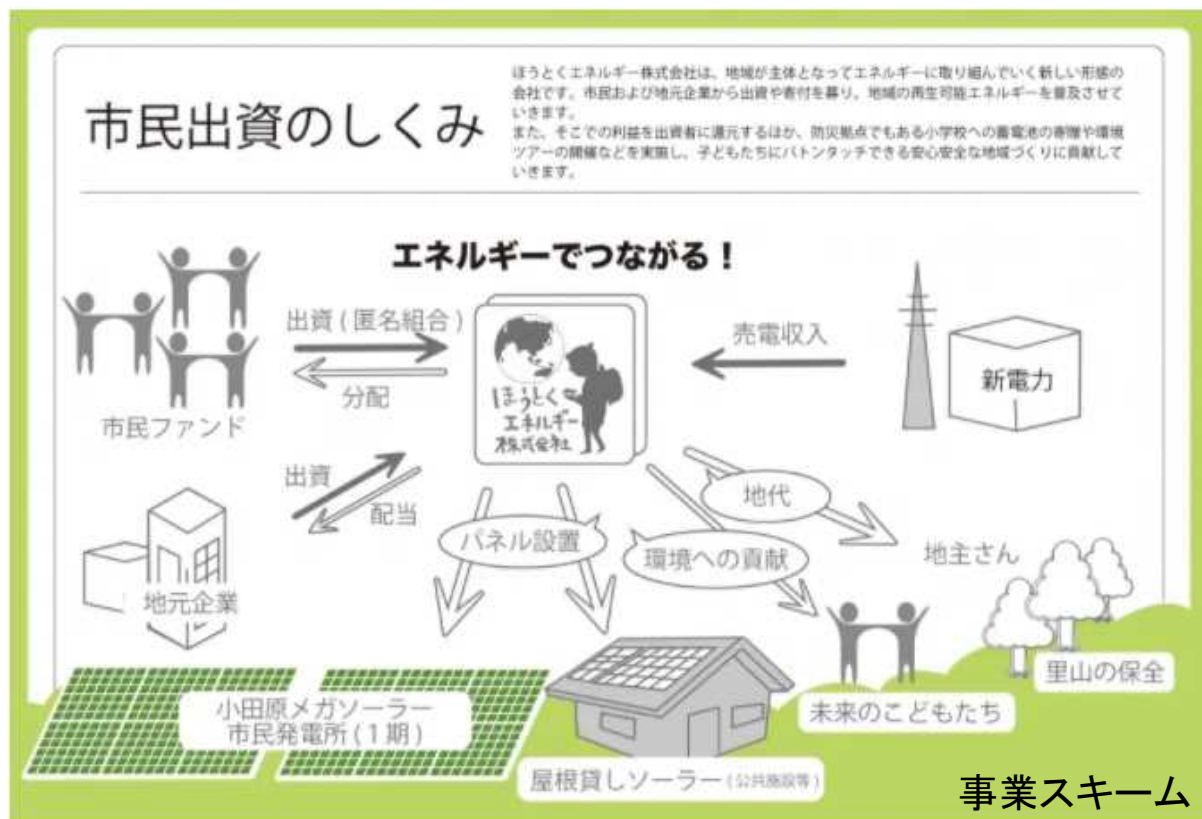 市民出資のしくみ
ほうとくエネルギー株式会社は、地域が主体となってエネルギーに取り組んでいく新しい形態の
会社です。市民および地元企業から出資や寄付を募り、地域の再生可能エネルギーを普及させて
いきます。
また、そこでの利益を出資者に還元するほか、防災拠点でもある小学校への蓄電池の寄贈や環境
ツアーの開催などを実施し、子どもたちにバトンタッチできる安心安全な地域づくりに貢献して
いきます。
エネルギーでつながる！
出資(匿名組合)
分配
市民ファンド
ほうとく
エネルギー
株式会社
売電収入
新電力
出資
配当
地元企業
パネル設置
環境への貢献
地代
地主さん
里山の保全
未来のこどもたち
小田原メガソーラー
市民発電所(1期)
屋根貸しソーラー(公共施設等)
事業スキーム